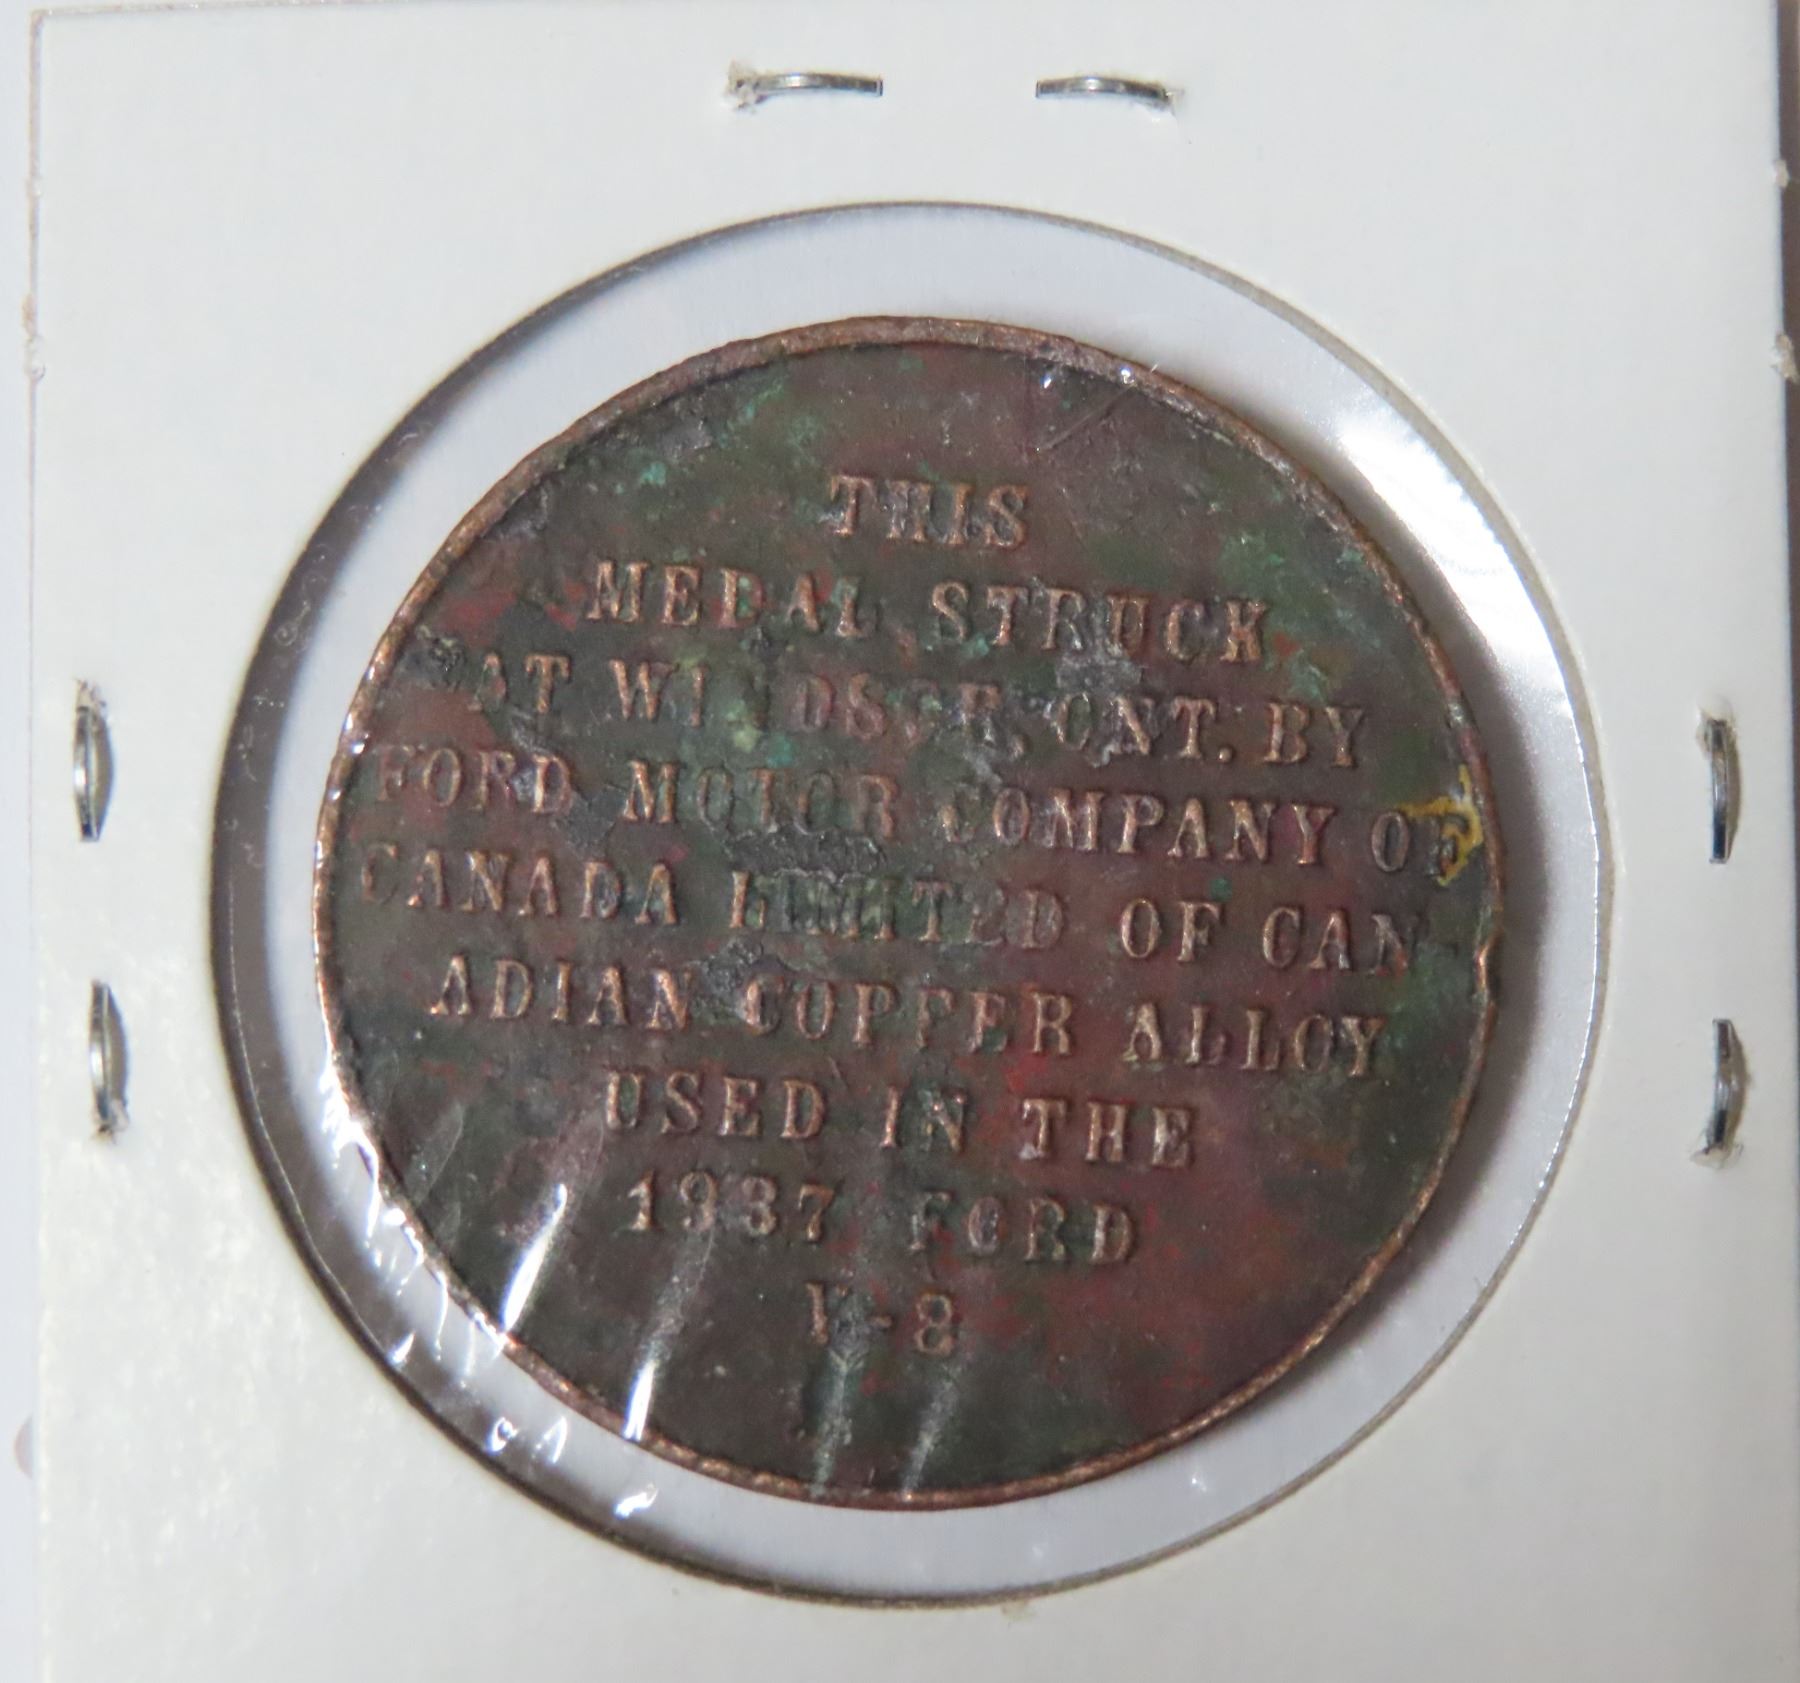 THIS
MEDAL STRUCK
AT WINDSOR, ONT. BY
FORD MOTOR COMPANY OF
CANADA LIMITED OF CAN
ADIAN COPPER ALLOY
USED IN THE
1937 FORD
V-8